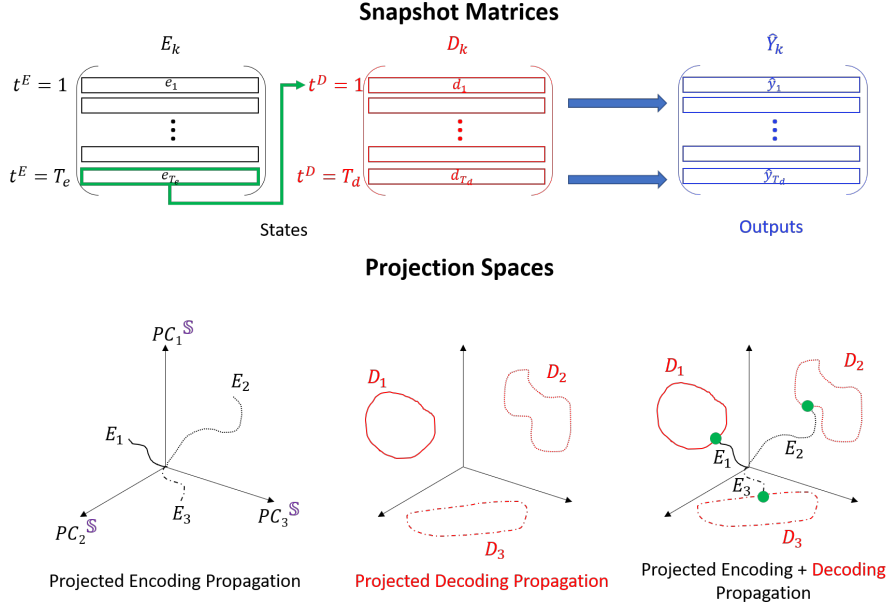 Snapshot Matrices
E_k D_k Ŷ_k
t^E = 1 e_1 t^D = 1 d_1 ŷ_1
t^E = T_e e_{T_e} t^D = T_d d_{T_d} ŷ_{T_d}
States Outputs
Projection Spaces
PC_1^𝕊
E_2
E_1
E_3
PC_2^𝕊
PC_3^𝕊
Projected Encoding Propagation
D_1
D_2
D_3
Projected Decoding Propagation
D_1
D_2
E_1
E_2
E_3
D_3
Projected Encoding + Decoding
Propagation